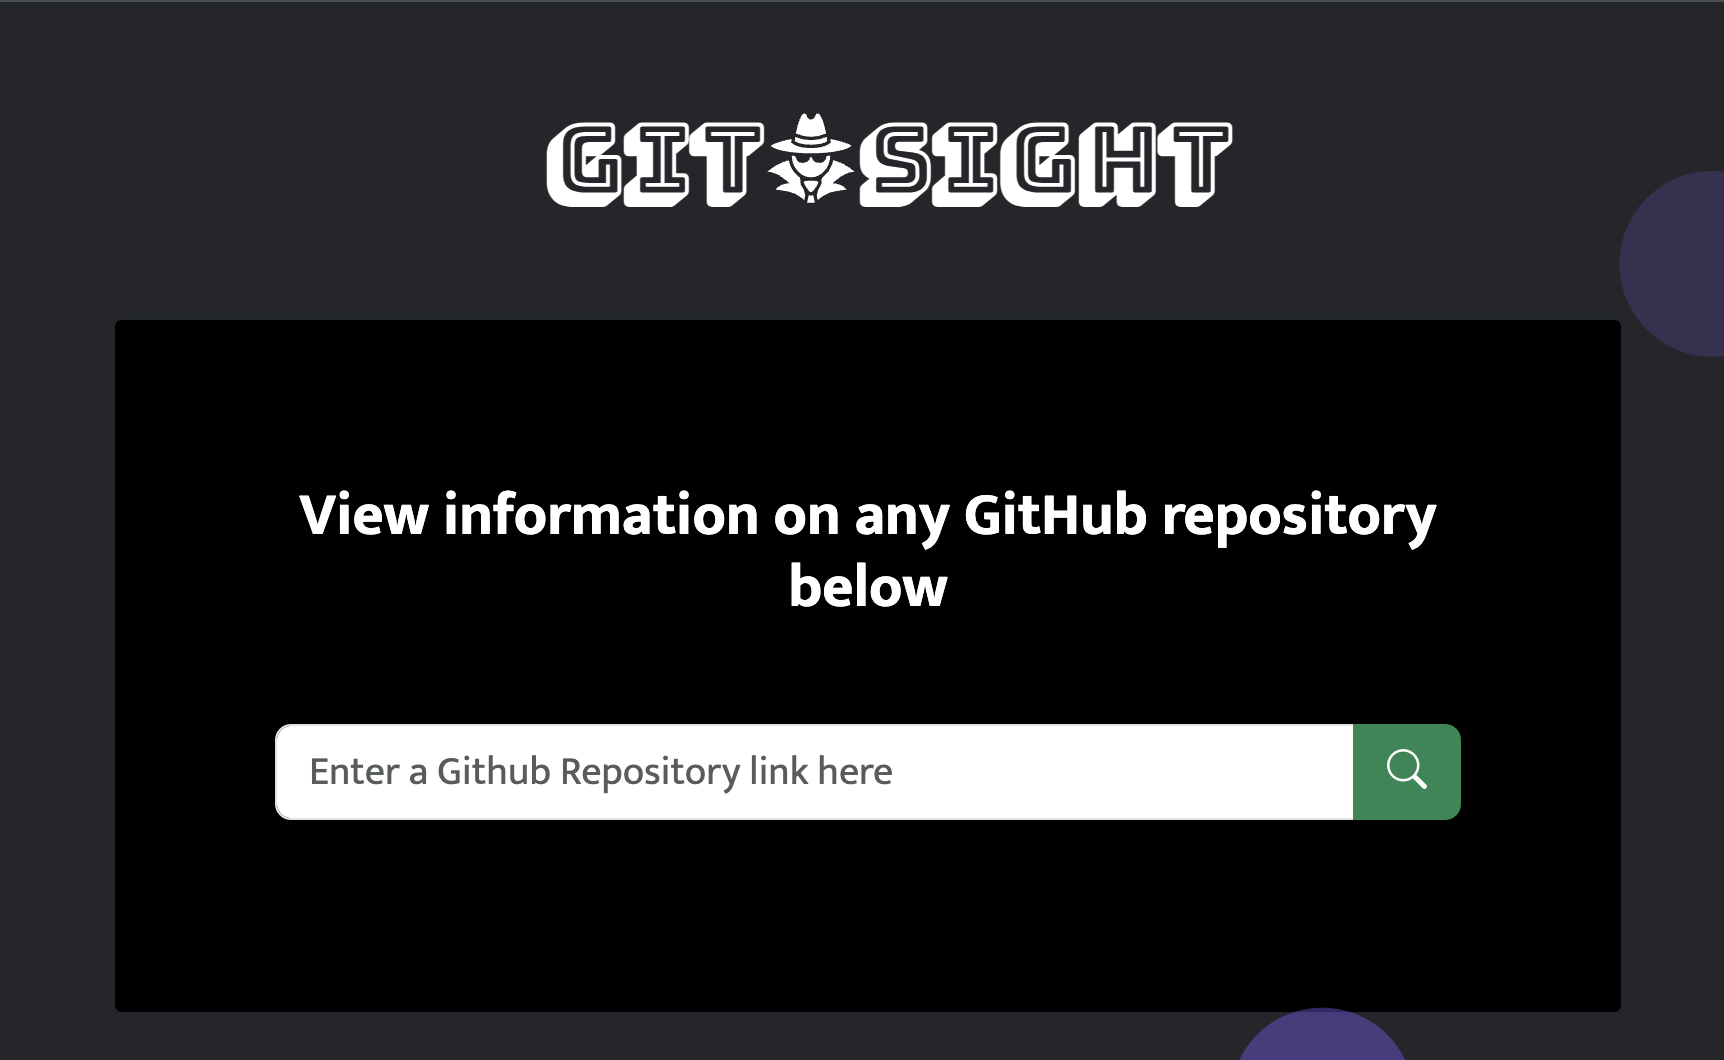 GIT SIGHT
View information on any GitHub repository
below
Enter a Github Repository link here